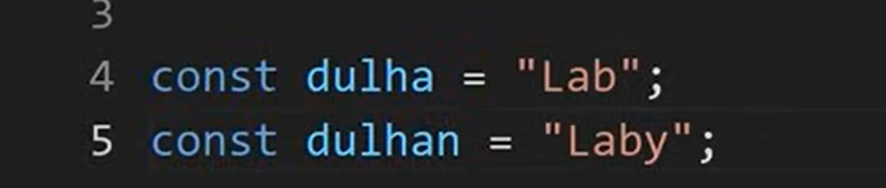 3
4 const dulha = "Lab";
5 const dulhan = "Laby";